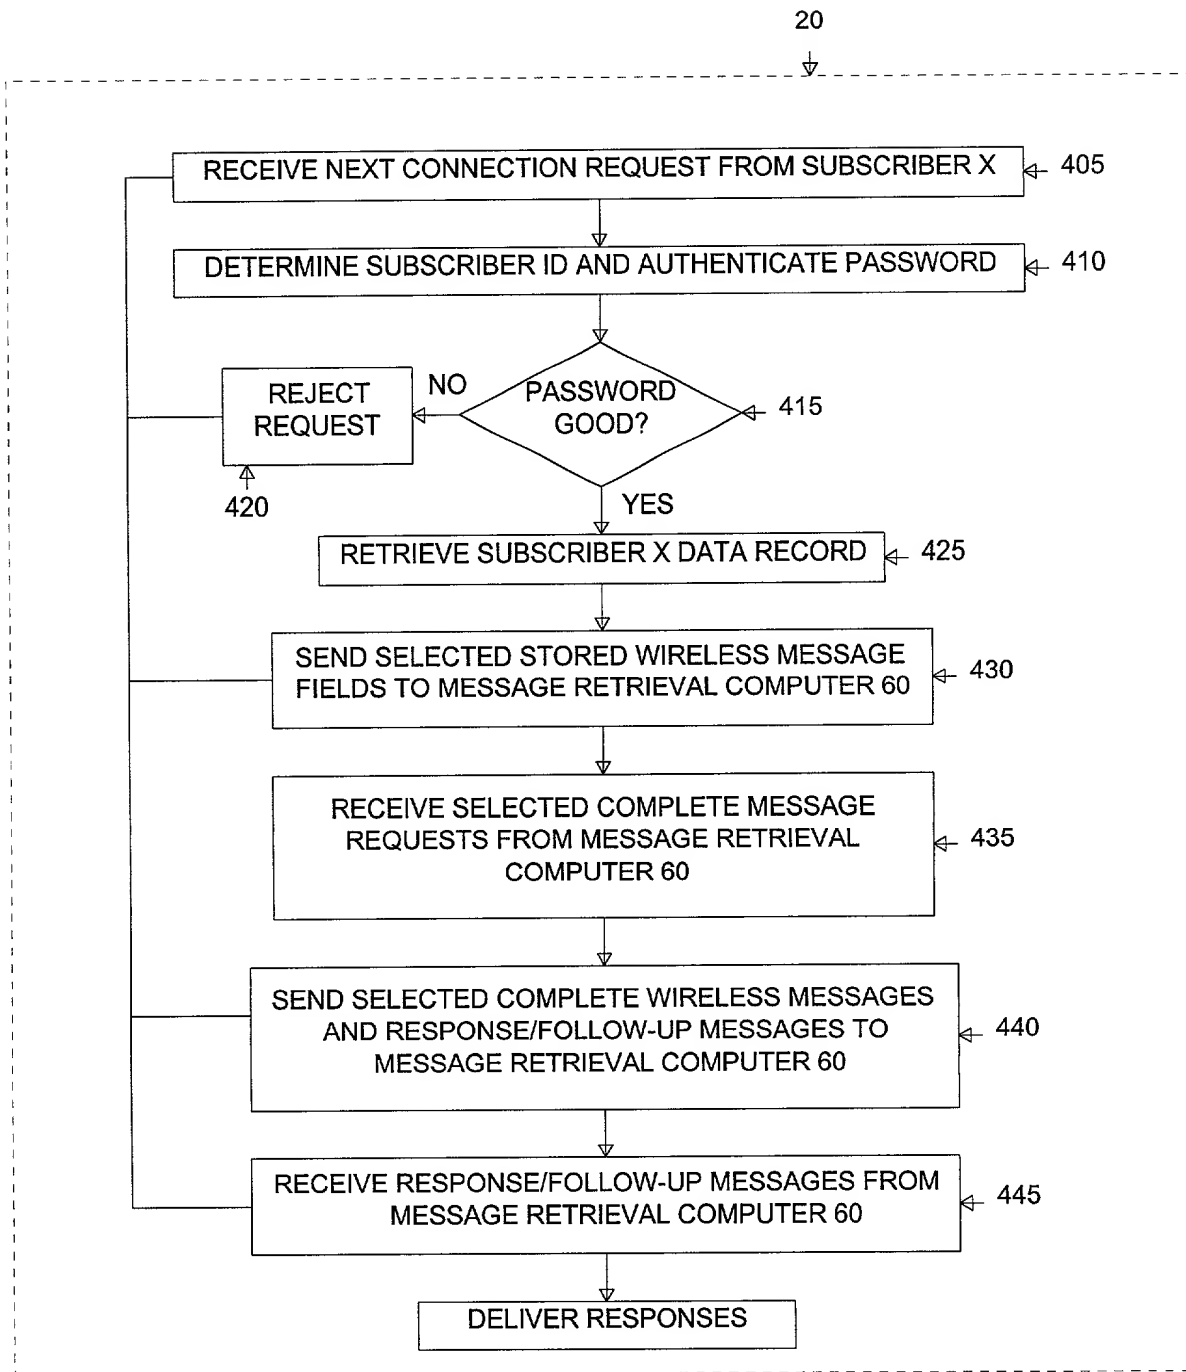 20
RECEIVE NEXT CONNECTION REQUEST FROM SUBSCRIBER X
405
DETERMINE SUBSCRIBER ID AND AUTHENTICATE PASSWORD
410
PASSWORD
GOOD?
415
NO
REJECT
REQUEST
420
YES
RETRIEVE SUBSCRIBER X DATA RECORD
425
SEND SELECTED STORED WIRELESS MESSAGE
FIELDS TO MESSAGE RETRIEVAL COMPUTER 60
430
RECEIVE SELECTED COMPLETE MESSAGE
REQUESTS FROM MESSAGE RETRIEVAL
COMPUTER 60
435
SEND SELECTED COMPLETE WIRELESS MESSAGES
AND RESPONSE/FOLLOW-UP MESSAGES TO
MESSAGE RETRIEVAL COMPUTER 60
440
RECEIVE RESPONSE/FOLLOW-UP MESSAGES FROM
MESSAGE RETRIEVAL COMPUTER 60
445
DELIVER RESPONSES